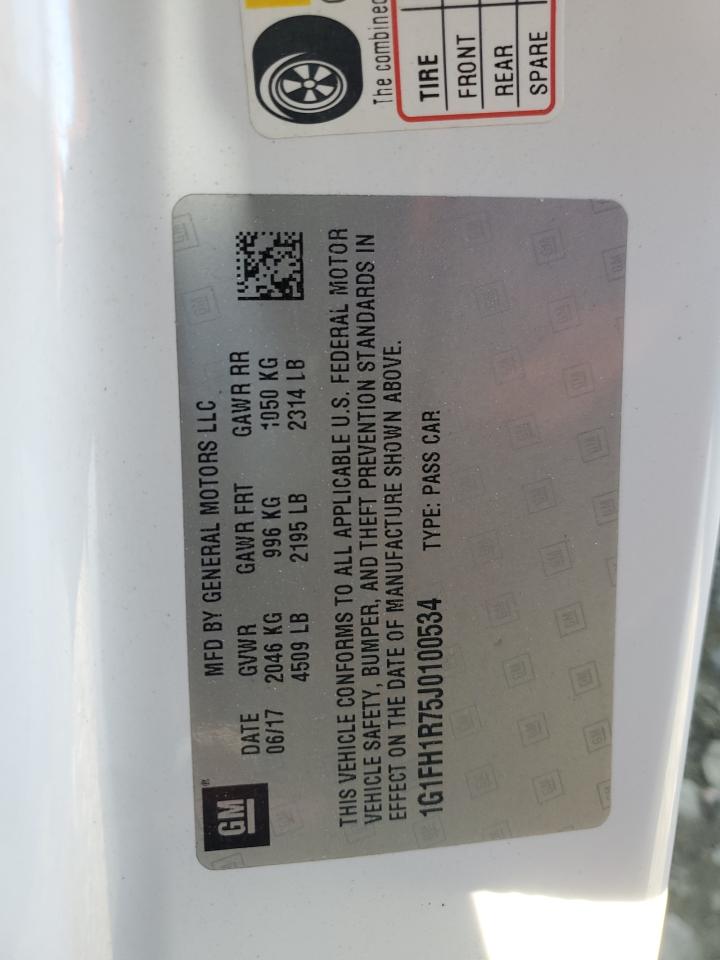 The combined
TIRE
FRONT
REAR
SPARE
GM®
MFD BY GENERAL MOTORS LLC
DATE GVWR GAWR FRT GAWR RR
06/17 2046 KG 996 KG 1050 KG
4509 LB 2195 LB 2314 LB
THIS VEHICLE CONFORMS TO ALL APPLICABLE U.S. FEDERAL MOTOR
VEHICLE SAFETY, BUMPER, AND THEFT PREVENTION STANDARDS IN
EFFECT ON THE DATE OF MANUFACTURE SHOWN ABOVE.
1G1FH1R75J0100534 TYPE: PASS CAR